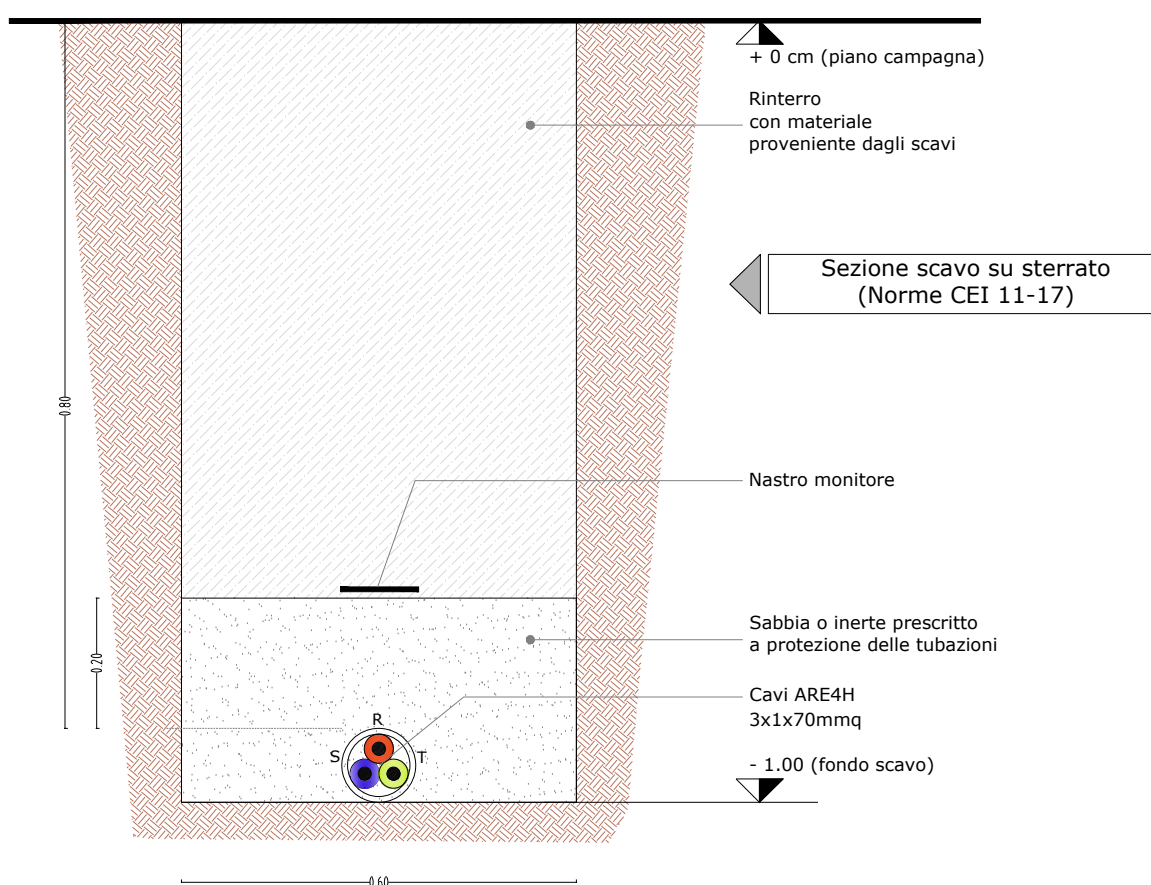 + 0 cm (piano campagna)
Rinterro
con materiale
proveniente dagli scavi
Sezione scavo su sterrato
(Norme CEI 11-17)
0.80
Nastro monitore
Sabbia o inerte prescritto
a protezione delle tubazioni
0.20
Cavi ARE4H
3x1x70mmq
R
S
T
- 1.00 (fondo scavo)
0.60